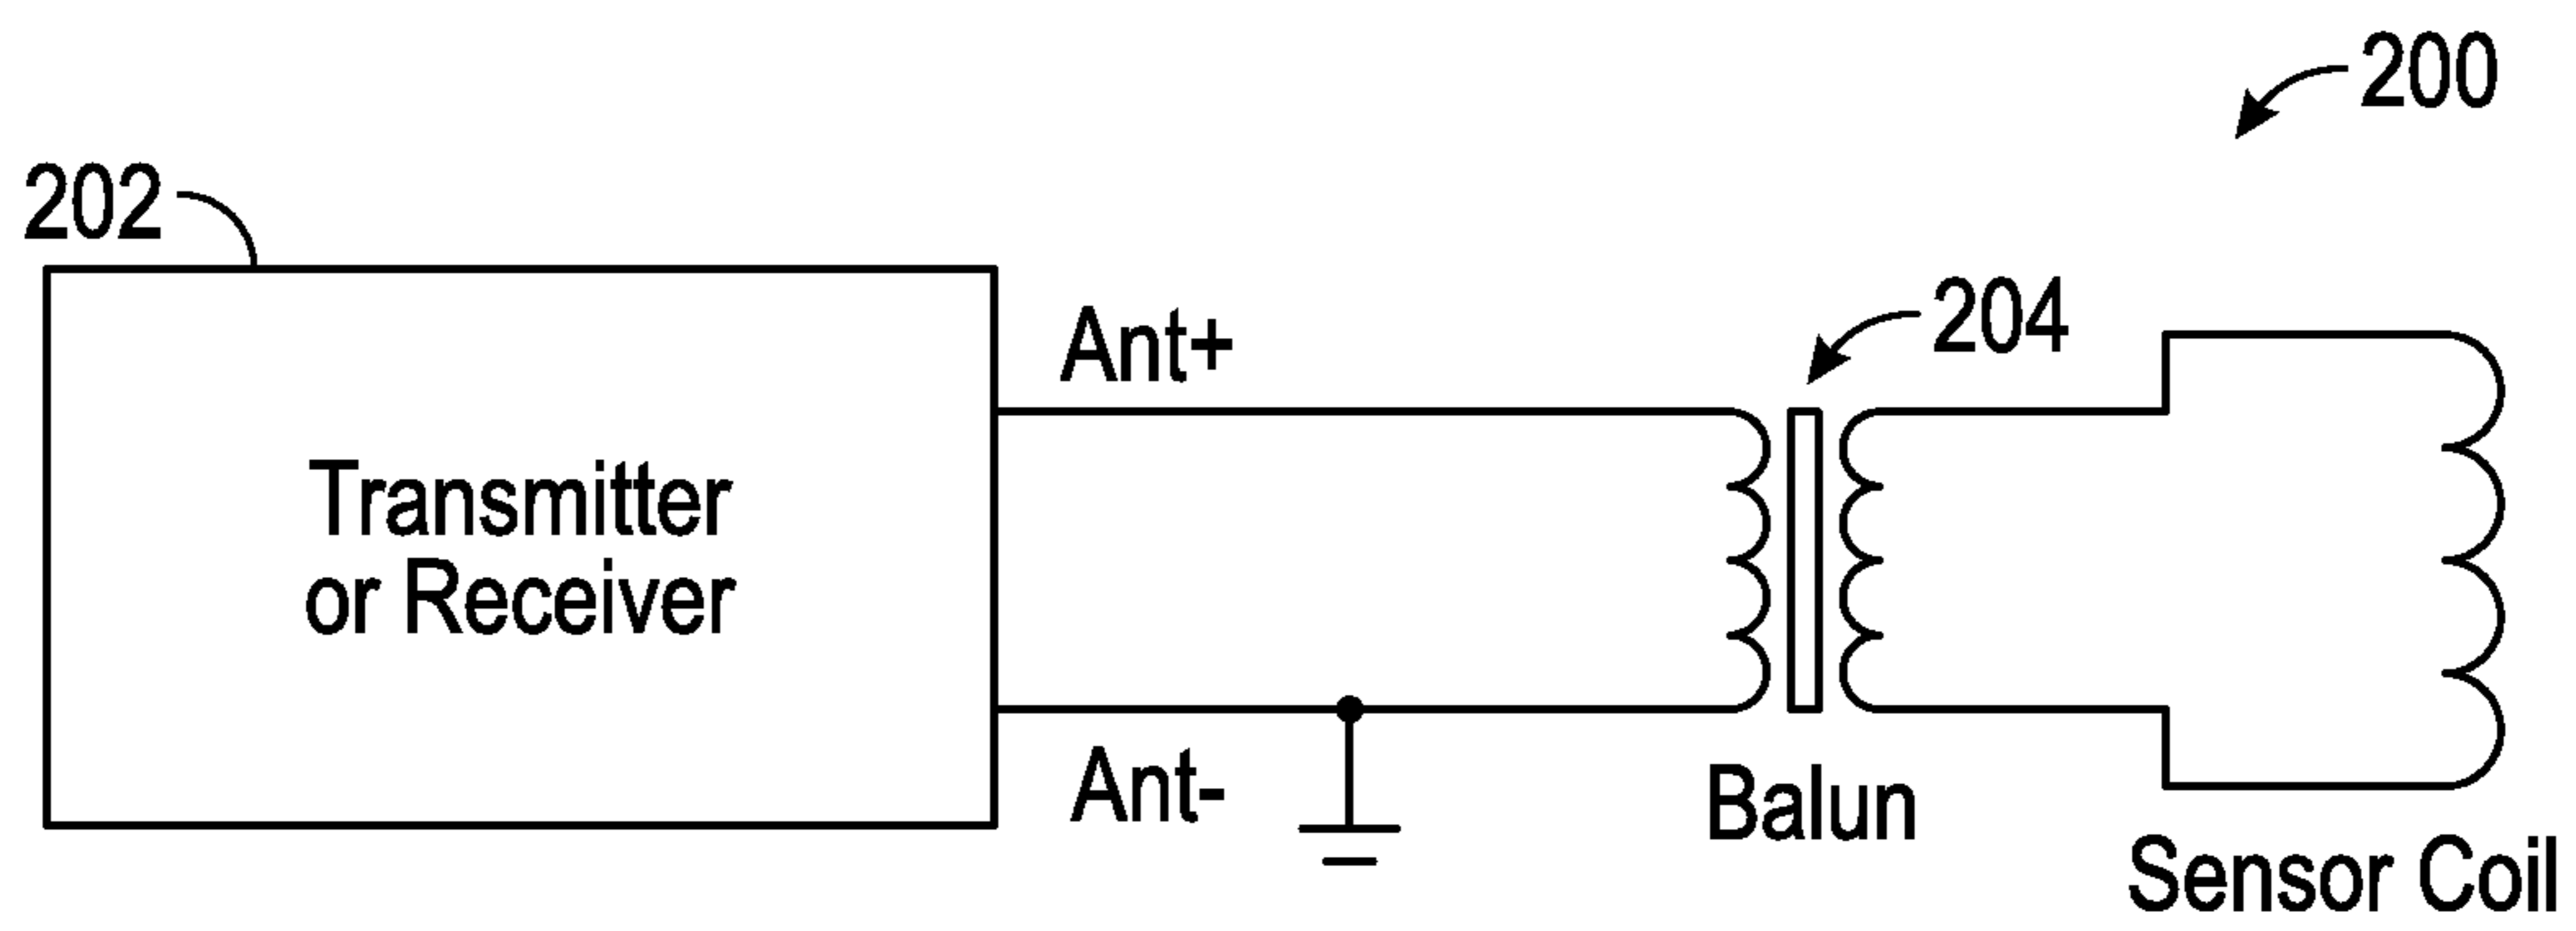 200
202
Ant+
204
Transmitter
or Receiver
Ant-
Balun
Sensor Coil